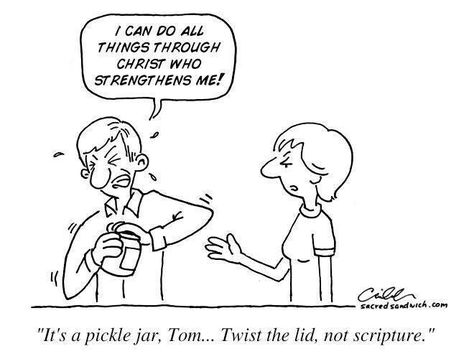 I CAN DO ALL
THINGS THROUGH
CHRIST WHO
STRENGTHENS ME!
sacredsandwich.com
"It's a pickle jar, Tom... Twist the lid, not scripture."